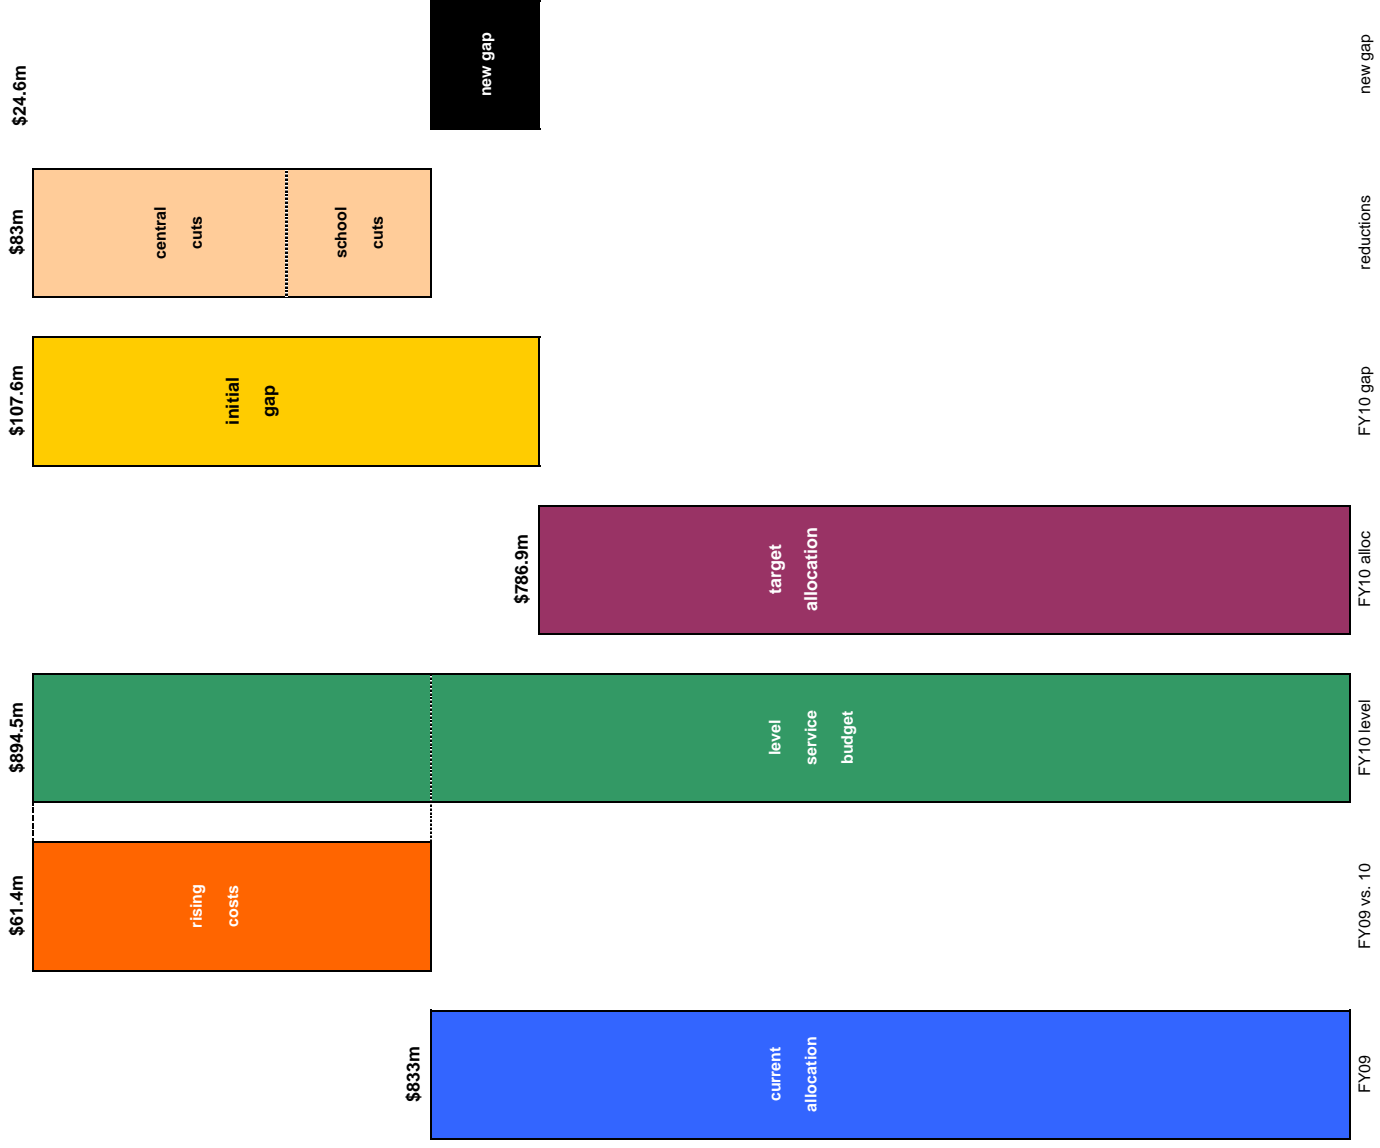 $833m
current
allocation
FY09
$61.4m
rising
costs
FY09 vs. 10
$894.5m
level
service
budget
FY10 level
$786.9m
target
allocation
FY10 alloc
$107.6m
initial
gap
FY10 gap
$83m
central
cuts
school
cuts
reductions
$24.6m
new gap
new gap